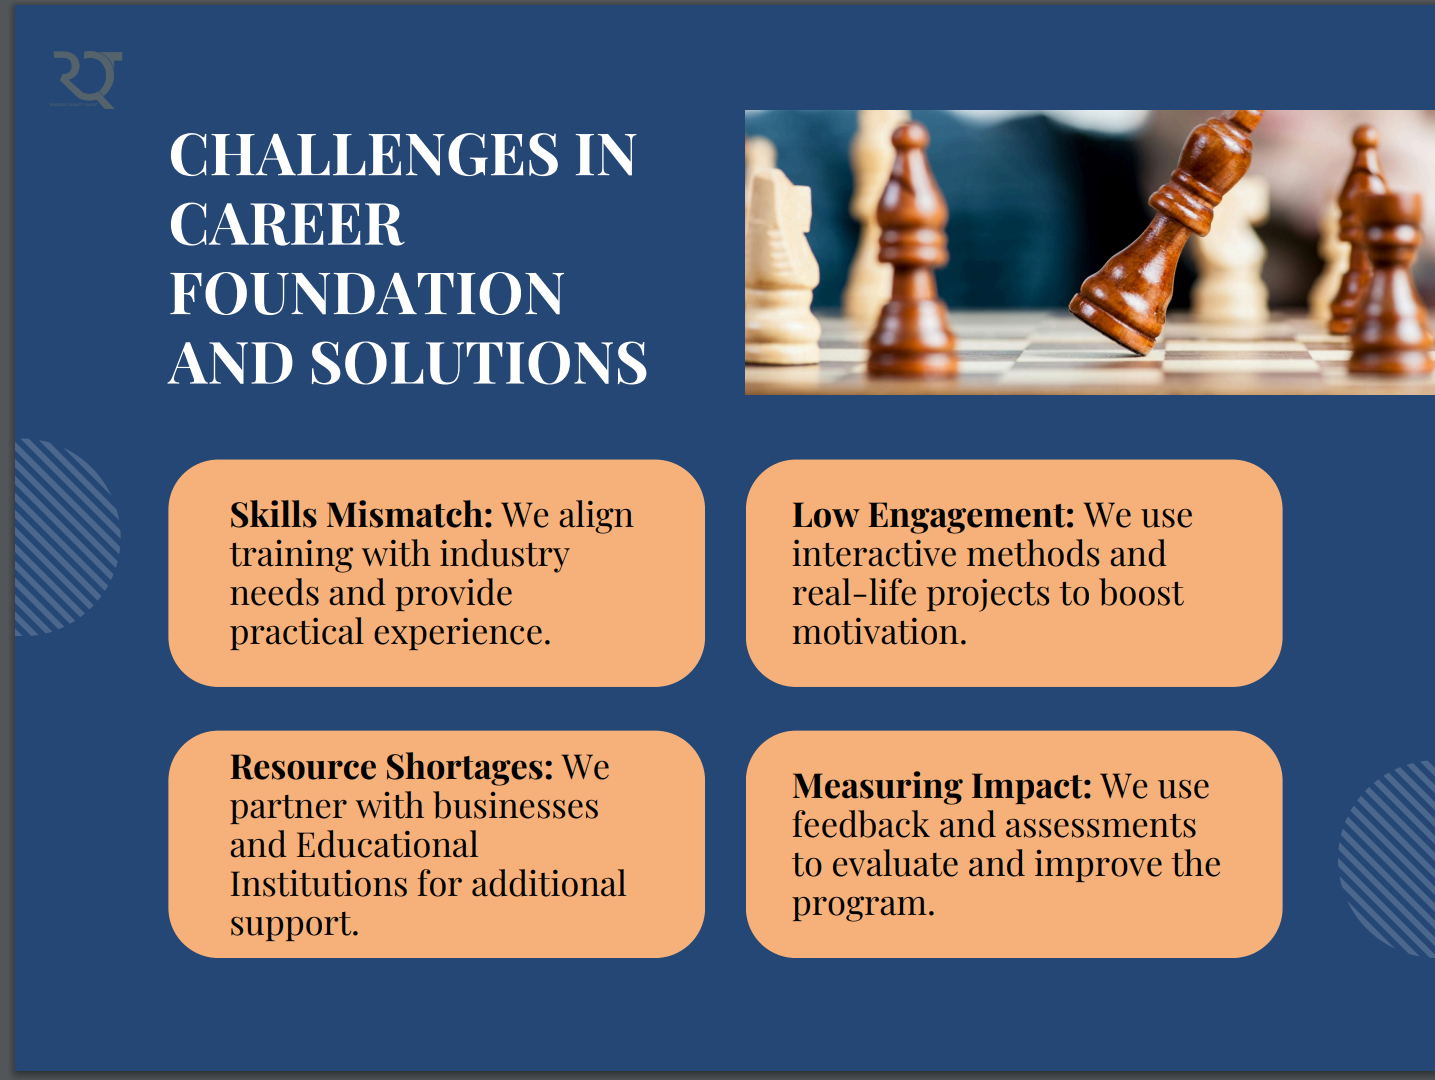 CHALLENGES IN
CAREER
FOUNDATION
AND SOLUTIONS
Skills Mismatch: We align
training with industry
needs and provide
practical experience.
Low Engagement: We use
interactive methods and
real-life projects to boost
motivation.
Resource Shortages: We
partner with businesses
and Educational
Institutions for additional
support.
Measuring Impact: We use
feedback and assessments
to evaluate and improve the
program.